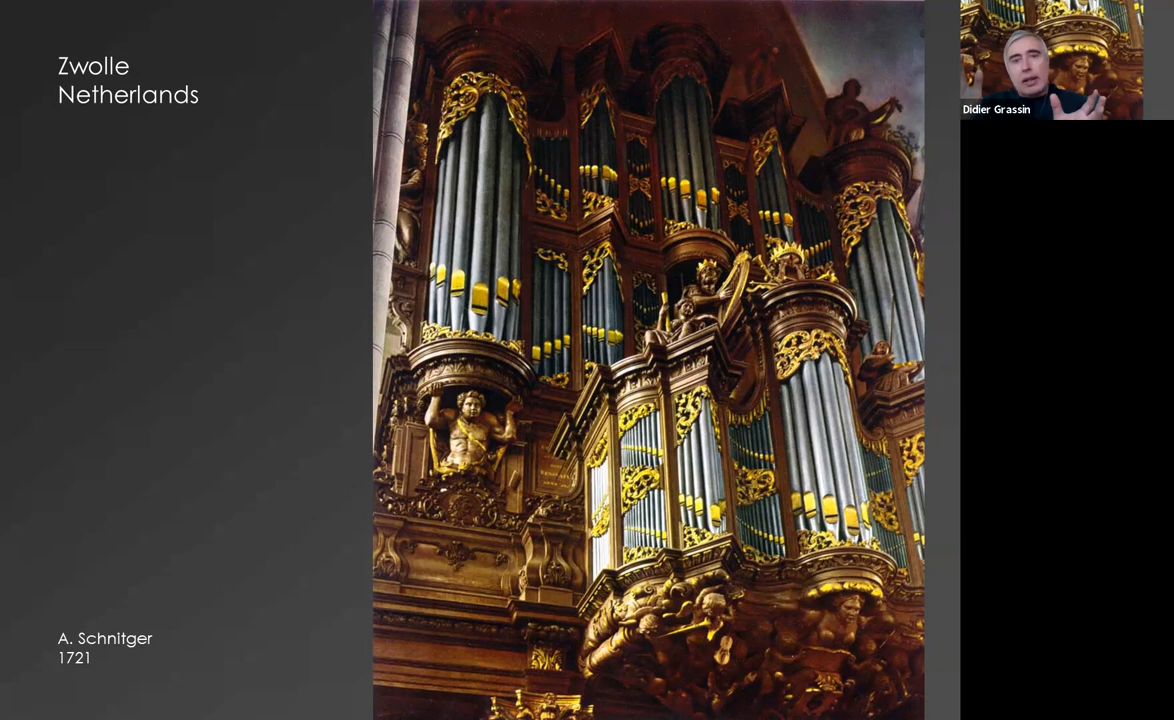 Zwolle
Netherlands
Didier Grassin
A. Schnitger
1721